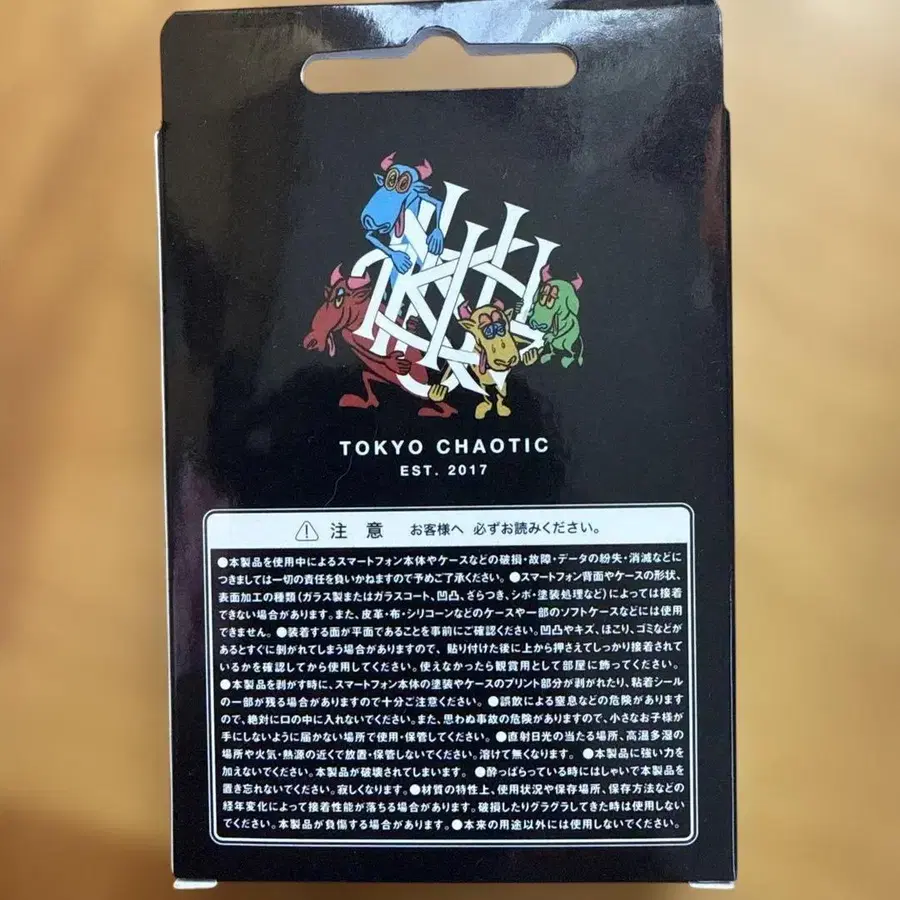 TOKYO CHAOTIC
EST. 2017
注 意 お客様へ 必ずお読みください。
●本製品を使用中によるスマートフォン本体やケースなどの破損・故障・データの紛失・消滅などに
つきましては一切の責任を負いかねますので予めご了承ください。●スマートフォン背面やケースの形状、
表面加工の種類(ガラス製またはガラスコート、凹凸、ざらつき、シボ・塗装処理など)によっては接着
できない場合があります。また、皮革・布・シリコーンなどのケースや一部のソフトケースなどには使用
できません。●装着する面が平面であることを事前にご確認ください。凹凸やキズ、ほこり、ゴミなどが
あるとすぐに剝がれてしまう場合がありますので、貼り付けた後に上から押さえてしっかり接着されて
いるかを確認してから使用してください。使えなかったら観賞用として部屋に飾ってください。
●本製品を剥がす時に、スマートフォン本体の塗装やケースのプリント部分が剥がれたり、粘着シール
の一部が残る場合がありますので十分ご注意ください。●誤飲による窒息などの危険があります
ので、絶対に口の中に入れないでください。また、思わぬ事故の危険がありますので、小さなお子様が
手にしないように届かない場所で使用・保管してください。●直射日光の当たる場所、高温多湿の
場所や火気・熱源の近くで放置・保管しないでください。溶けて無くなります。●本製品に強い力を
加えないでください。本製品が破壊されてしまいます。●酔っぱらっている時にはしゃいで本製品を
置き忘れないでください。寂しくなります。●材質の特性上、使用状況や保存場所、保存方法などの
経年変化によって接着性能が落ちる場合があります。破損したりグラグラしてきた時は使用しない
でください。本製品が負傷する場合があります。●本来の用途以外には使用しないでください。